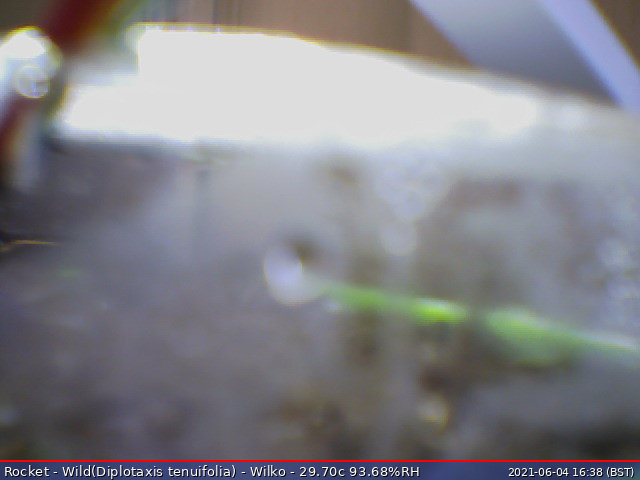 Rocket - Wild(Diplotaxis tenuifolia) - Wilko - 29.70c 93.68%RH 2021-06-04 16:38 (BST)